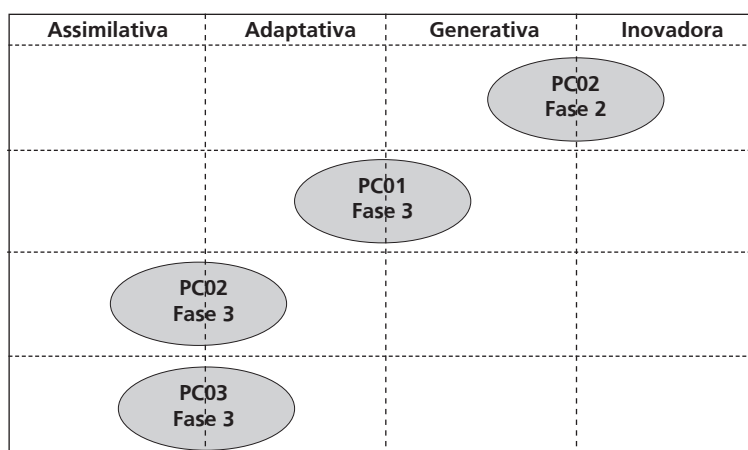 Assimilativa Adaptativa Generativa Inovadora
PC02
Fase 2
PC01
Fase 3
PC02
Fase 3
PC03
Fase 3